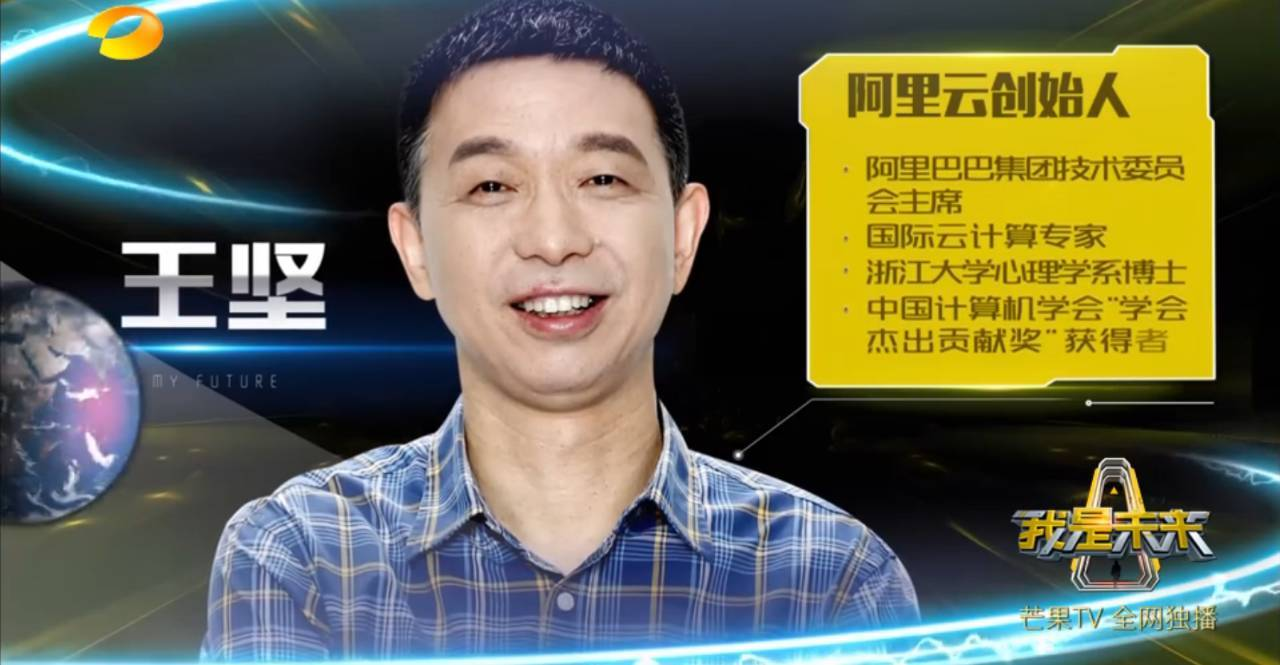 王坚
MY FUTURE
阿里云创始人
· 阿里巴巴集团技术委员
会主席
· 国际云计算专家
· 浙江大学心理学系博士
· 中国计算机学会“学会
杰出贡献奖”获得者
我是未来
芒果TV 全网独播